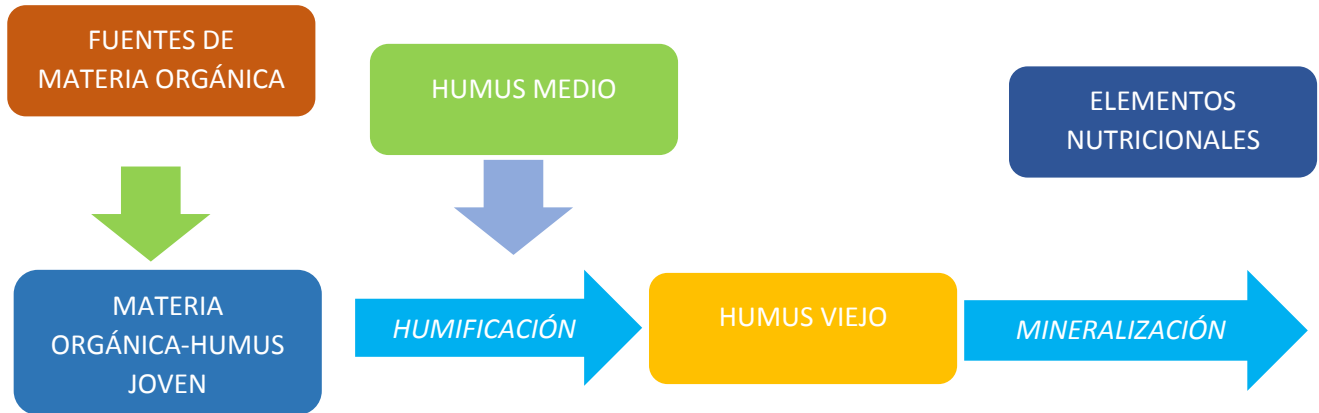 FUENTES DE
MATERIA ORGÁNICA
HUMUS MEDIO
ELEMENTOS
NUTRICIONALES
MATERIA
ORGÁNICA-HUMUS
JOVEN
HUMIFICACIÓN
HUMUS VIEJO
MINERALIZACIÓN